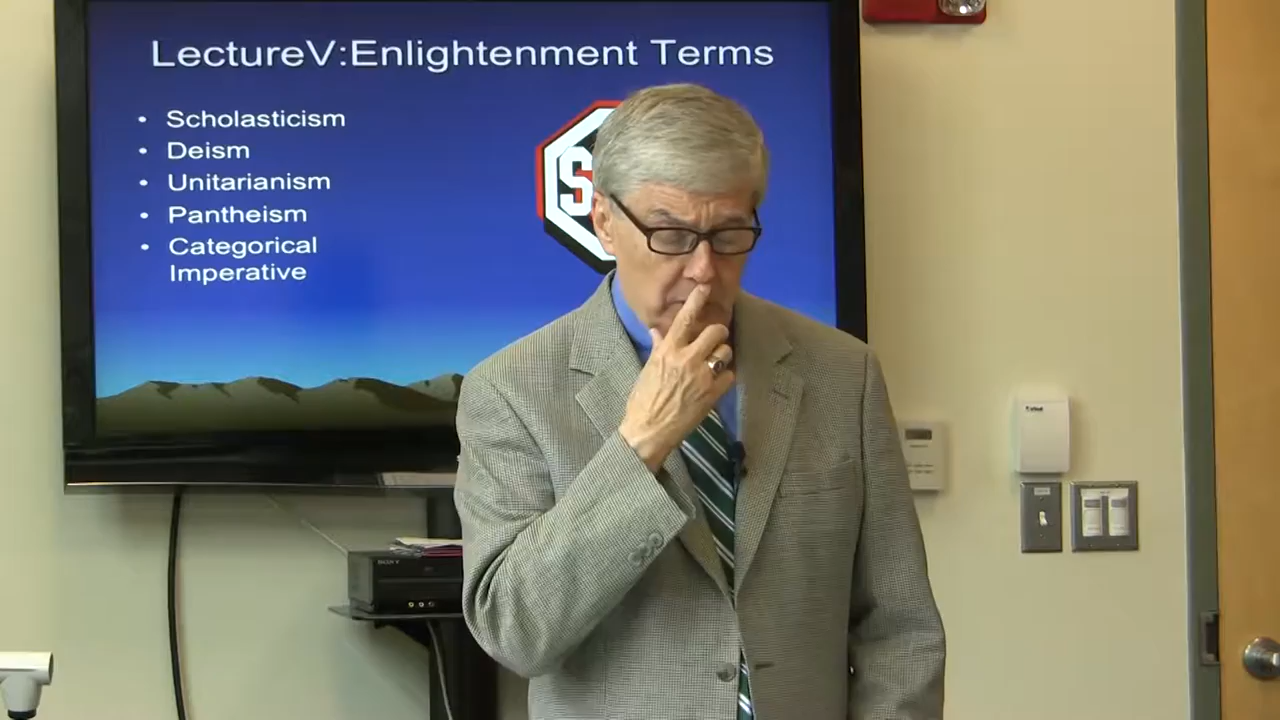 LectureV:Enlightenment Terms
• Scholasticism
• Deism
• Unitarianism
• Pantheism
• Categorical
Imperative
S
SONY